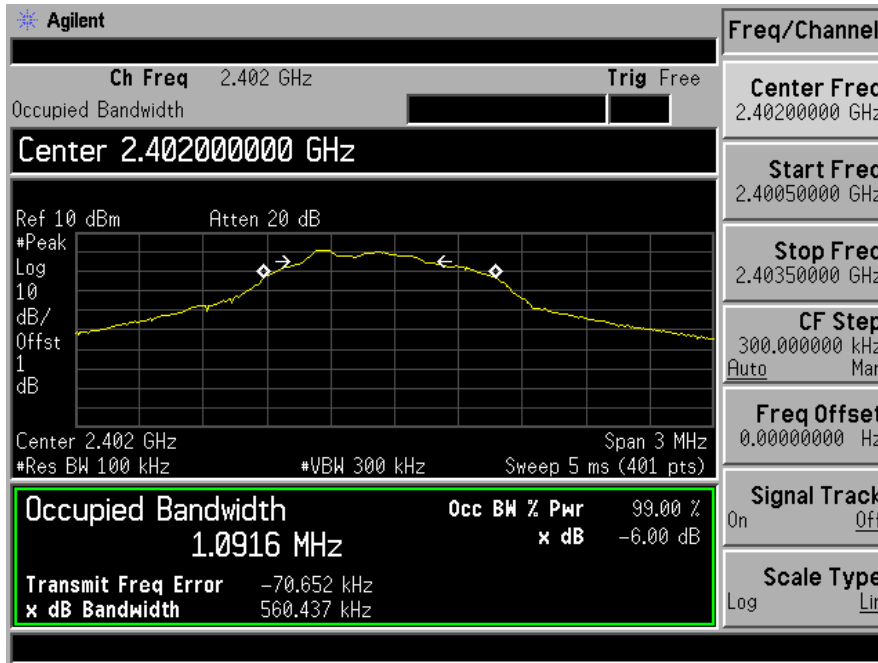 Agilent
Freq/Channel
Ch Freq 2.402 GHz Trig Free
Occupied Bandwidth
Center 2.402000000 GHz
Ref 10 dBm Atten 20 dB
#Peak
Log
10
dB/
Offst
1
dB
Center 2.402 GHz Span 3 MHz
#Res BW 100 kHz #VBW 300 kHz Sweep 5 ms (401 pts)
Occupied Bandwidth
1.0916 MHz
Occ BW % Pwr 99.00 %
x dB -6.00 dB
Transmit Freq Error -70.652 kHz
x dB Bandwidth 560.437 kHz
Center Freq
2.40200000 GHz
Start Freq
2.40050000 GHz
Stop Freq
2.40350000 GHz
CF Step
300.000000 kHz
Auto Man
Freq Offset
0.00000000 Hz
Signal Track
On Off
Scale Type
Log Lin